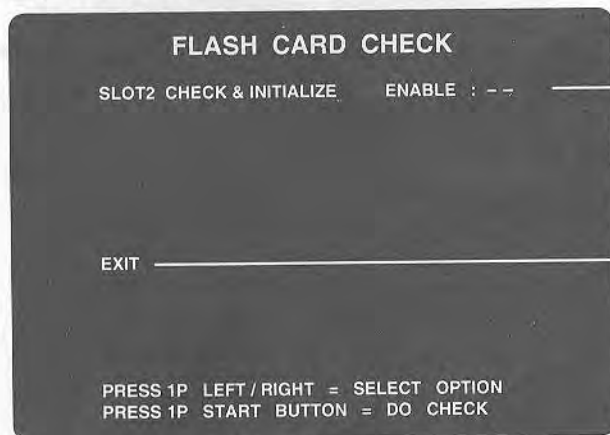 FLASH CARD CHECK
SLOT2 CHECK & INITIALIZE ENABLE : --
EXIT
PRESS 1P LEFT / RIGHT = SELECT OPTION
PRESS 1P START BUTTON = DO CHECK